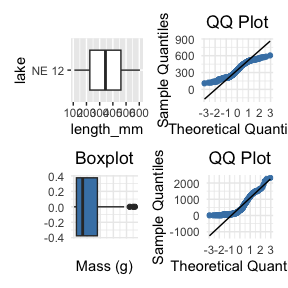 QQ Plot
lake
NE 12
100200300400500600
length_mm
Sample Quantiles
900
600
300
0
-3-2-1 0 1 2 3
Theoretical Quanti
Boxplot
0.4
0.2
0.0
-0.2
-0.4
Mass (g)
QQ Plot
Sample Quantiles
2000
1000
0
-1000
-3-2-1 0 1 2 3
Theoretical Quanti